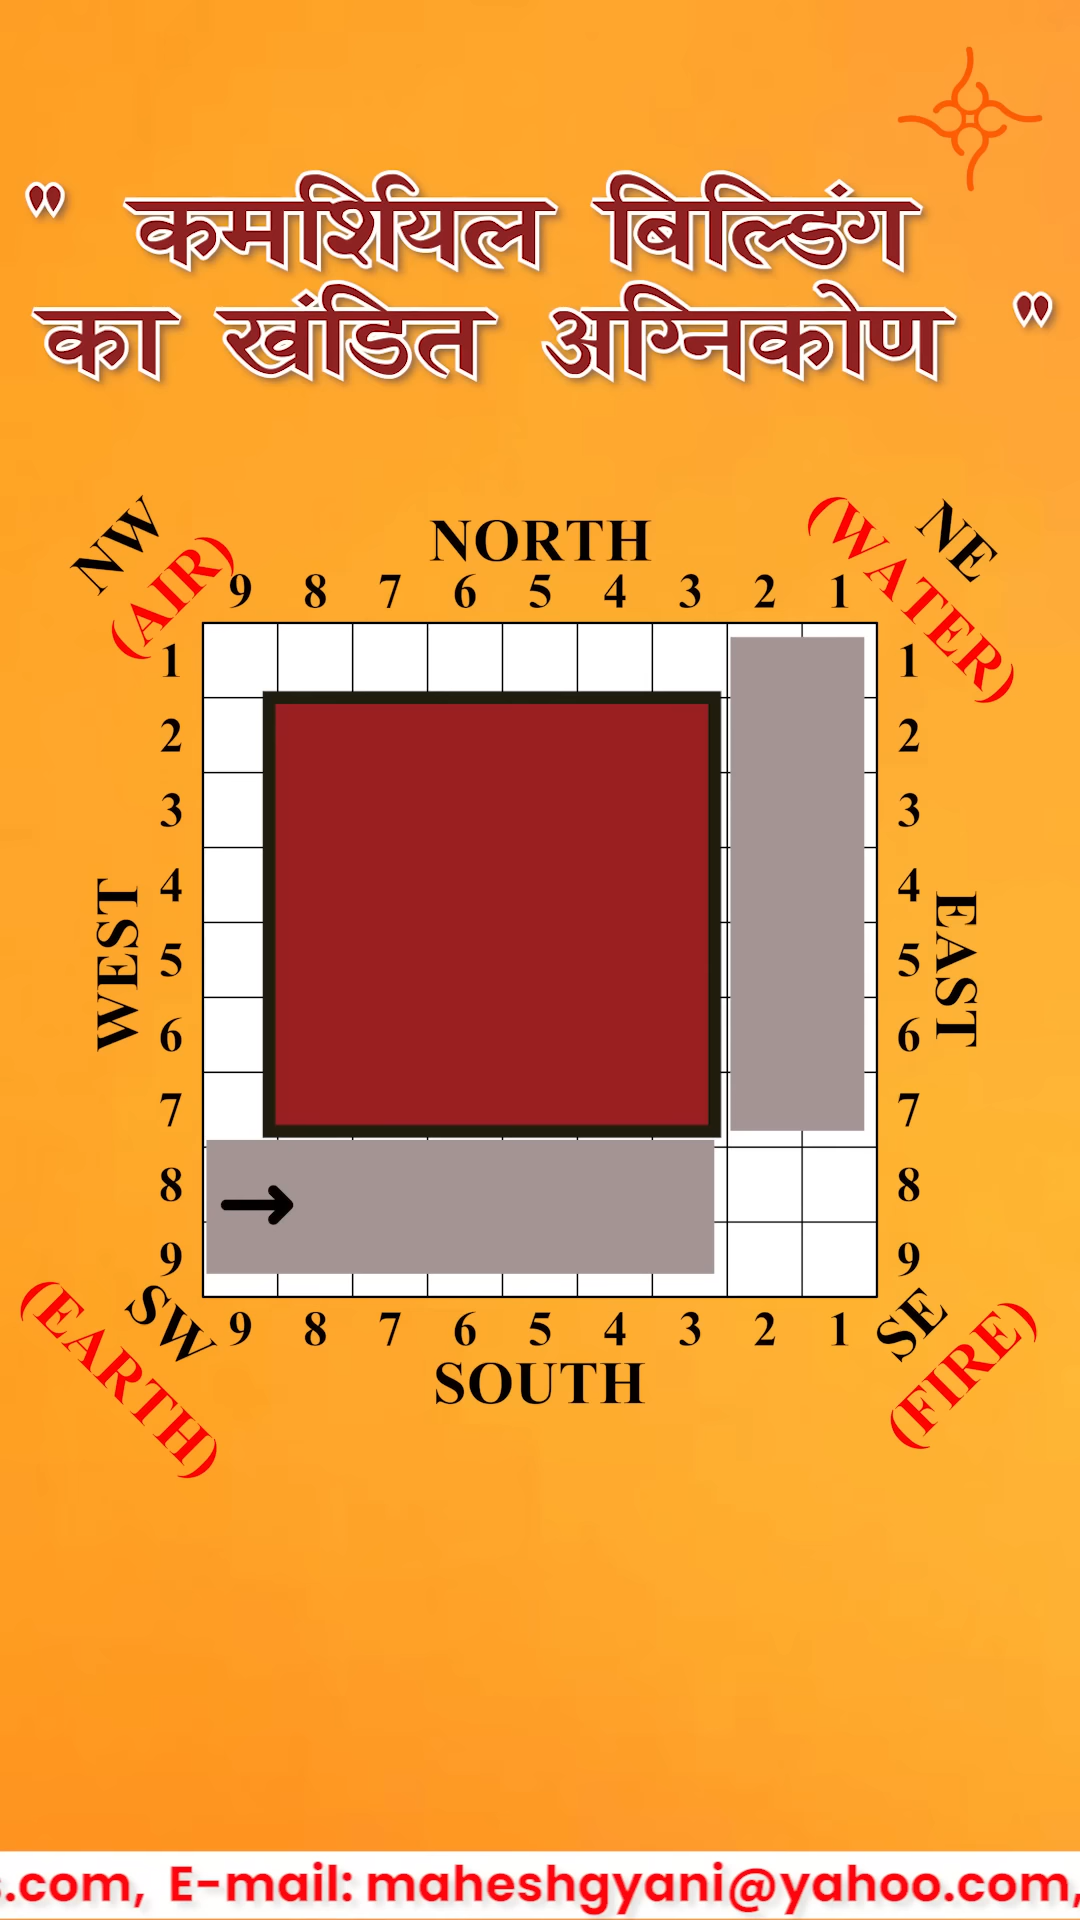 " कमर्शियल बिल्डिंग
का खंडित अग्निकोण "
NW
(AIR)
NORTH
NE
(WATER)
9 8 7 6 5 4 3 2 1
1 1
2 2
3 3
4 4
WEST
EAST
5 5
6 6
7 7
8 8
9 9
SW
(EARTH)
9 8 7 6 5 4 3 2 1
SE
(FIRE)
SOUTH
s.com, E-mail: maheshgyani@yahoo.com,